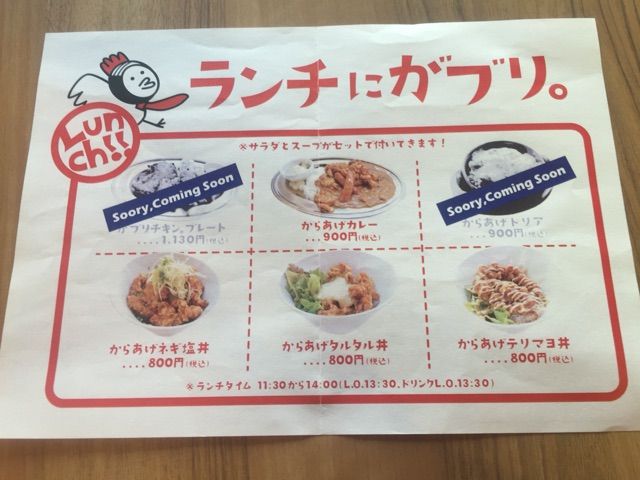 ランチにガブリ。
Lunch!!
※サラダとスープがセットで付いてきます!
Soory,Coming Soon
ガブリチキン。プレート
....1,130円(税込)
からあげカレー
....900円(税込)
Soory,Coming Soon
からあげドリア
....900円(税込)
からあげネギ塩丼
....800円(税込)
からあげタルタル丼
....800円(税込)
からあげテリマヨ丼
....800円(税込)
※ランチタイム 11:30から14:00(L.O.13:30、ドリンクL.O.13:30)